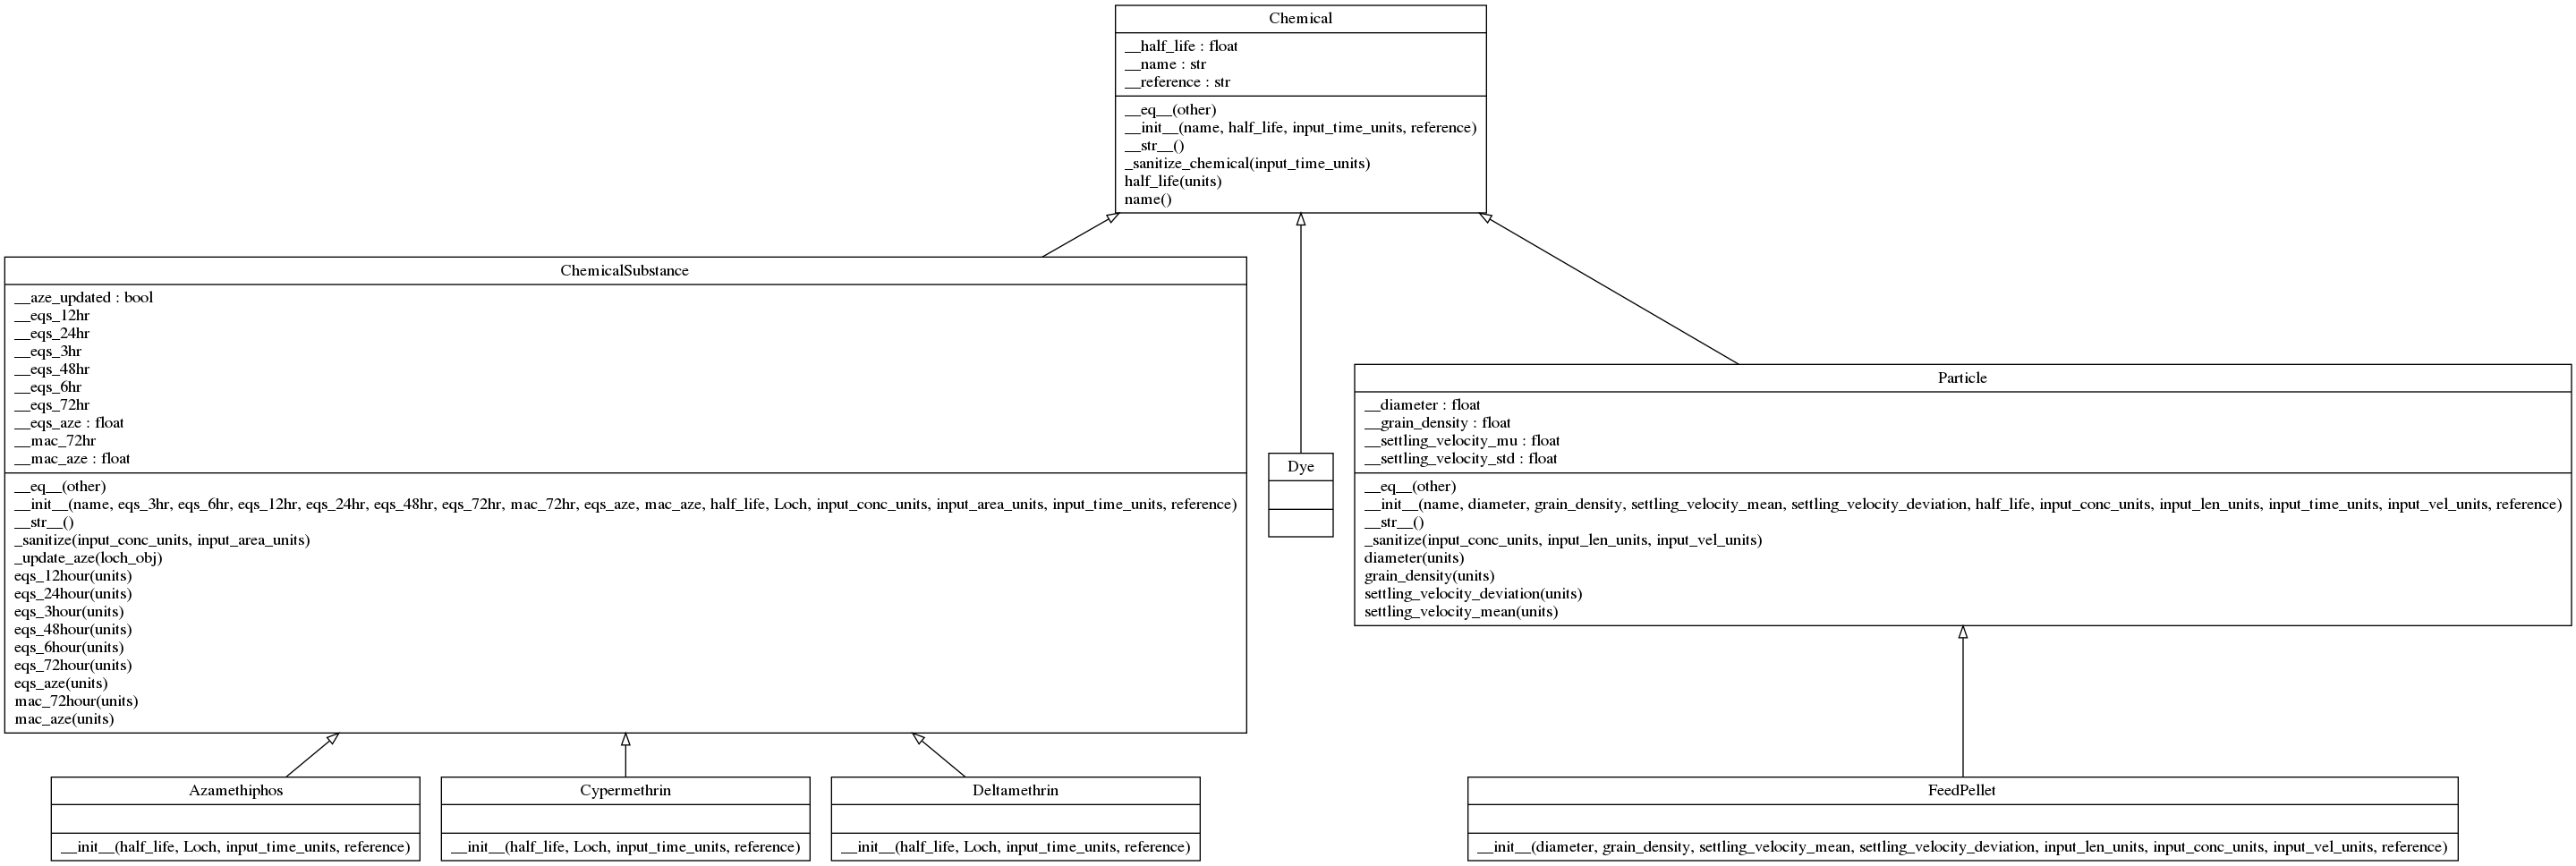 Chemical
__half_life : float
__name : str
__reference : str
__eq__(other)
__init__(name, half_life, input_time_units, reference)
__str__()
_sanitize_chemical(input_time_units)
half_life(units)
name()
ChemicalSubstance
__aze_updated : bool
__eqs_12hr
__eqs_24hr
__eqs_3hr
__eqs_48hr
__eqs_6hr
__eqs_72hr
__eqs_aze : float
__mac_72hr
__mac_aze : float
__eq__(other)
__init__(name, eqs_3hr, eqs_6hr, eqs_12hr, eqs_24hr, eqs_48hr, eqs_72hr, mac_72hr, eqs_aze, mac_aze, half_life, Loch, input_conc_units, input_area_units, input_time_units, reference)
__str__()
_sanitize(input_conc_units, input_area_units)
_update_aze(loch_obj)
eqs_12hour(units)
eqs_24hour(units)
eqs_3hour(units)
eqs_48hour(units)
eqs_6hour(units)
eqs_72hour(units)
eqs_aze(units)
mac_72hour(units)
mac_aze(units)
Dye
Particle
__diameter : float
__grain_density : float
__settling_velocity_mu : float
__settling_velocity_std : float
__eq__(other)
__init__(name, diameter, grain_density, settling_velocity_mean, settling_velocity_deviation, half_life, input_conc_units, input_len_units, input_time_units, input_vel_units, reference)
__str__()
_sanitize(input_conc_units, input_len_units, input_vel_units)
diameter(units)
grain_density(units)
settling_velocity_deviation(units)
settling_velocity_mean(units)
Azamethiphos
__init__(half_life, Loch, input_time_units, reference)
Cypermethrin
__init__(half_life, Loch, input_time_units, reference)
Deltamethrin
__init__(half_life, Loch, input_time_units, reference)
FeedPellet
__init__(diameter, grain_density, settling_velocity_mean, settling_velocity_deviation, input_len_units, input_conc_units, input_vel_units, reference)